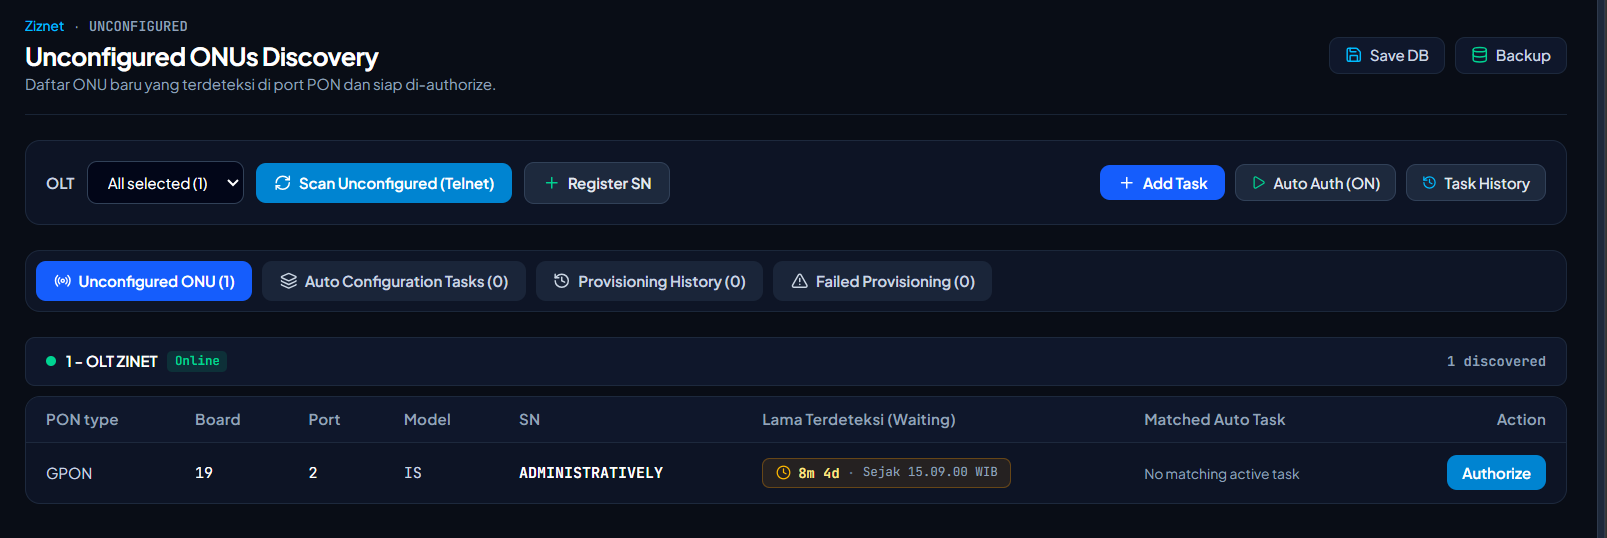 Ziznet · UNCONFIGURED
Unconfigured ONUs Discovery
Daftar ONU baru yang terdeteksi di port PON dan siap di-authorize.
Save DB
Backup
OLT
All selected (1)
Scan Unconfigured (Telnet)
+ Register SN
+ Add Task
Auto Auth (ON)
Task History
Unconfigured ONU (1)
Auto Configuration Tasks (0)
Provisioning History (0)
Failed Provisioning (0)
1 - OLT ZINET Online
1 discovered
PON type Board Port Model SN Lama Terdeteksi (Waiting) Matched Auto Task Action
GPON 19 2 IS ADMINISTRATIVELY 8m 4d · Sejak 15.09.00 WIB No matching active task Authorize